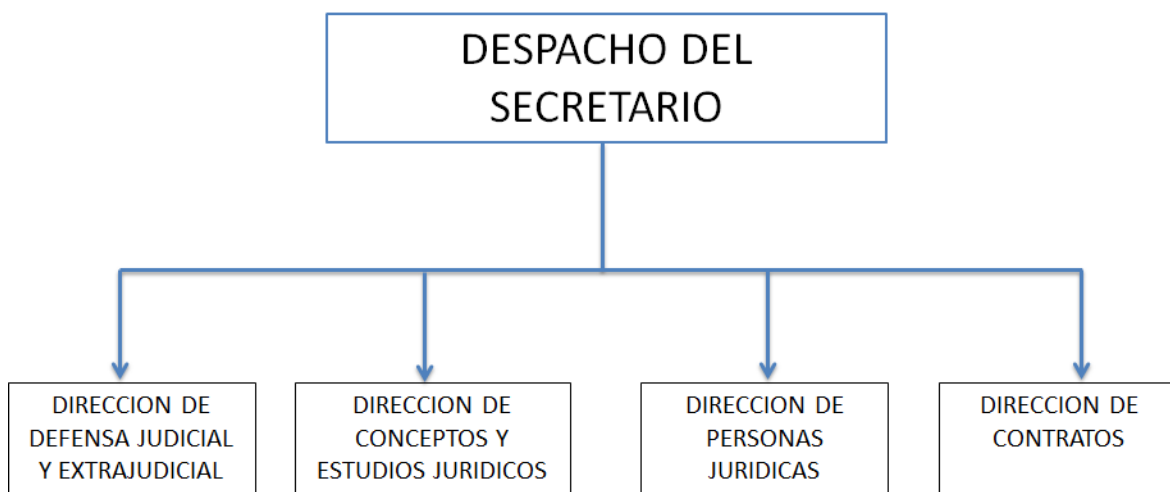 DESPACHO DEL
SECRETARIO
DIRECCION DE
DEFENSA JUDICIAL
Y EXTRAJUDICIAL
DIRECCION DE
CONCEPTOS Y
ESTUDIOS JURIDICOS
DIRECCION DE
PERSONAS
JURIDICAS
DIRECCION DE
CONTRATOS